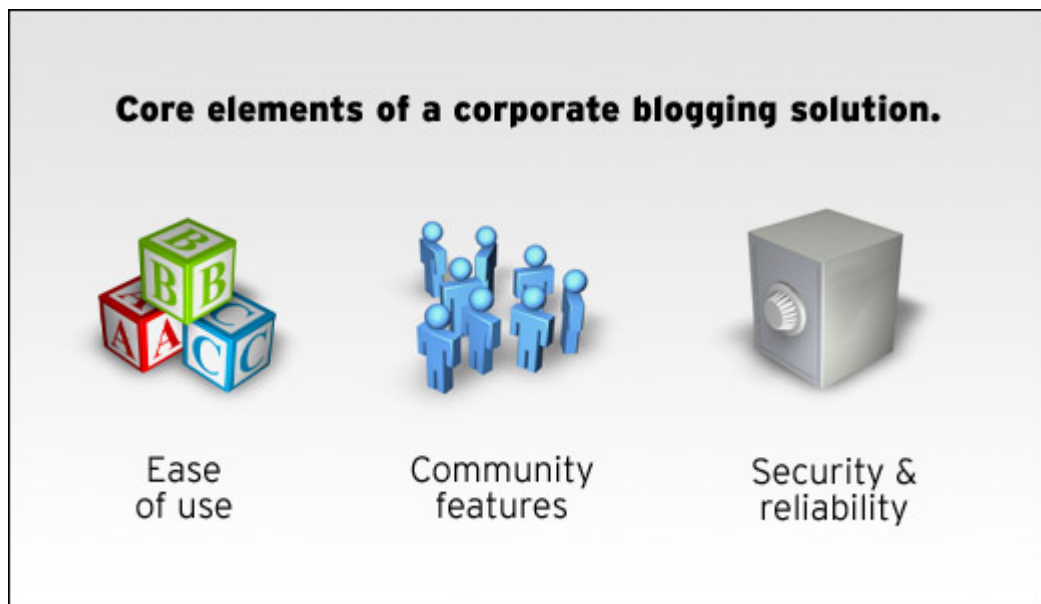 Core elements of a corporate blogging solution.
B
B B
A A
C
C C
Ease
of use
Community
features
Security &
reliability